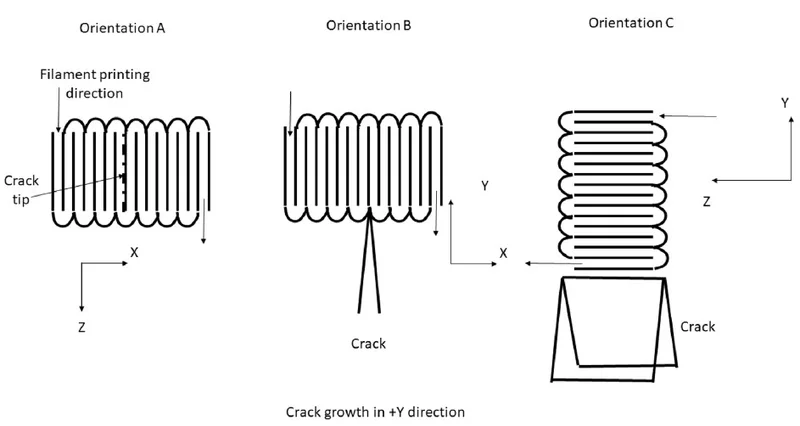 Orientation A
Orientation B
Orientation C
Filament printing
direction
Crack
tip
X
Z
Y
X
Crack
Y
Z
Crack
Crack growth in +Y direction